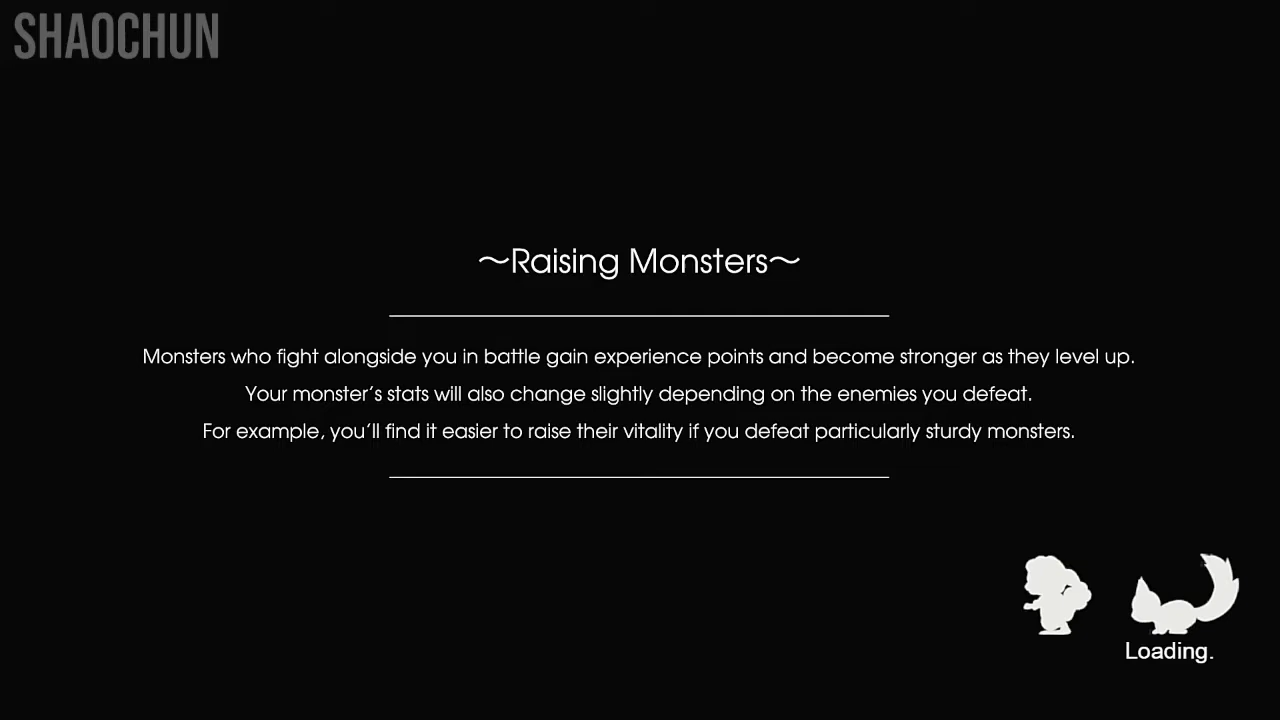 SHAOCHUN
～Raising Monsters～
Monsters who fight alongside you in battle gain experience points and become stronger as they level up.
Your monster's stats will also change slightly depending on the enemies you defeat.
For example, you'll find it easier to raise their vitality if you defeat particularly sturdy monsters.
Loading.